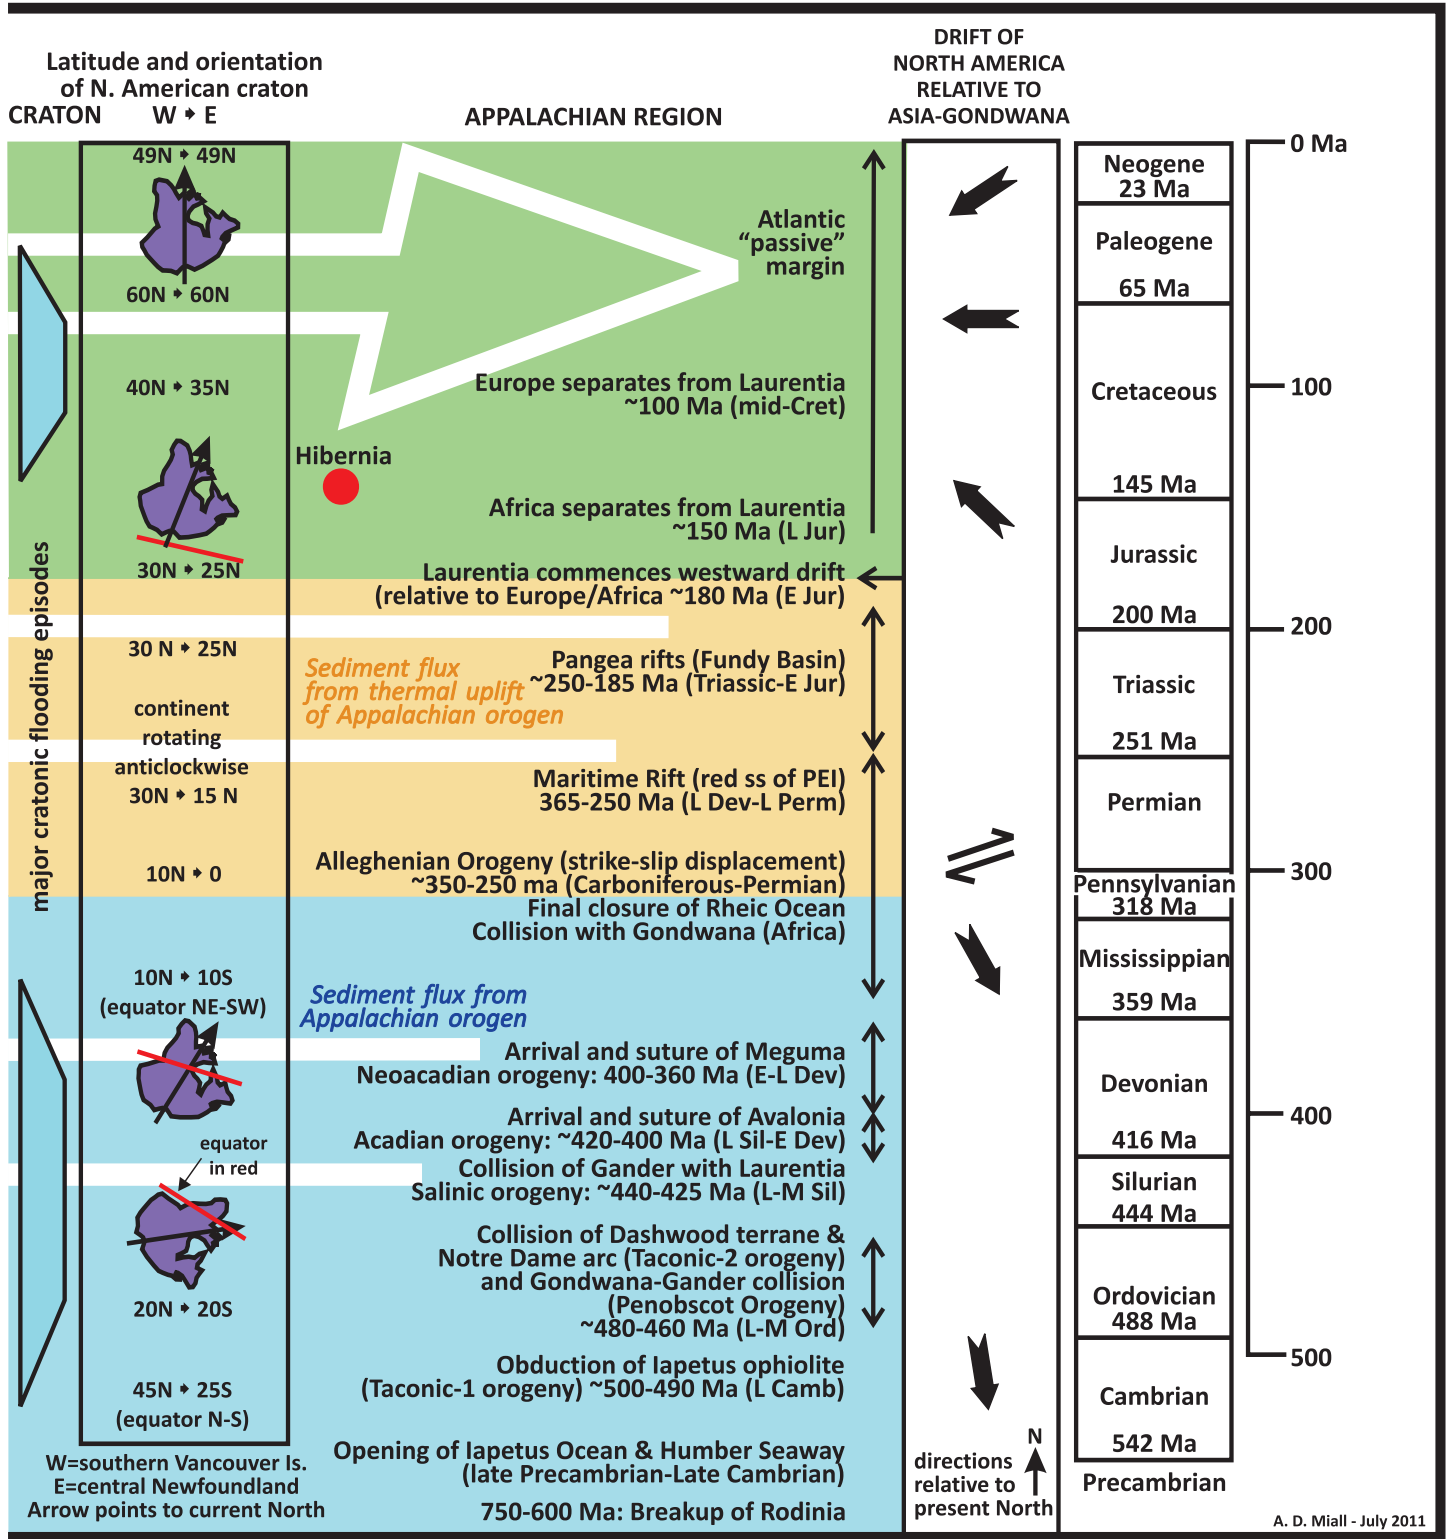 Latitude and orientation
of N. American craton
CRATON W ➧ E
APPALACHIAN REGION
DRIFT OF
NORTH AMERICA
RELATIVE TO
ASIA-GONDWANA
49N ➧ 49N
60N ➧ 60N
40N ➧ 35N
30N ➧ 25N
30 N ➧ 25N
continent
rotating
anticlockwise
30N ➧ 15 N
10N ➧ 0
10N ➧ 10S
(equator NE-SW)
equator
in red
20N ➧ 20S
45N ➧ 25S
(equator N-S)
W=southern Vancouver Is.
E=central Newfoundland
Arrow points to current North
major cratonic flooding episodes
Atlantic
“passive”
margin
Europe separates from Laurentia
~100 Ma (mid-Cret)
Hibernia
Africa separates from Laurentia
~150 Ma (L Jur)
Laurentia commences westward drift
(relative to Europe/Africa ~180 Ma (E Jur)
Sediment flux
from thermal uplift
of Appalachian orogen
Pangea rifts (Fundy Basin)
~250-185 Ma (Triassic-E Jur)
Maritime Rift (red ss of PEI)
365-250 Ma (L Dev-L Perm)
Alleghenian Orogeny (strike-slip displacement)
~350-250 ma (Carboniferous-Permian)
Final closure of Rheic Ocean
Collision with Gondwana (Africa)
Sediment flux from
Appalachian orogen
Arrival and suture of Meguma
Neoacadian orogeny: 400-360 Ma (E-L Dev)
Arrival and suture of Avalonia
Acadian orogeny: ~420-400 Ma (L Sil-E Dev)
Collision of Gander with Laurentia
Salinic orogeny: ~440-425 Ma (L-M Sil)
Collision of Dashwood terrane &
Notre Dame arc (Taconic-2 orogeny)
and Gondwana-Gander collision
(Penobscot Orogeny)
~480-460 Ma (L-M Ord)
Obduction of Iapetus ophiolite
(Taconic-1 orogeny) ~500-490 Ma (L Camb)
Opening of Iapetus Ocean & Humber Seaway
(late Precambrian-Late Cambrian)
750-600 Ma: Breakup of Rodinia
N
directions
relative to
present North
Neogene
23 Ma
Paleogene
65 Ma
Cretaceous
145 Ma
Jurassic
200 Ma
Triassic
251 Ma
Permian
Pennsylvanian
318 Ma
Mississippian
359 Ma
Devonian
416 Ma
Silurian
444 Ma
Ordovician
488 Ma
Cambrian
542 Ma
Precambrian
0 Ma
100
200
300
400
500
A. D. Miall - July 2011